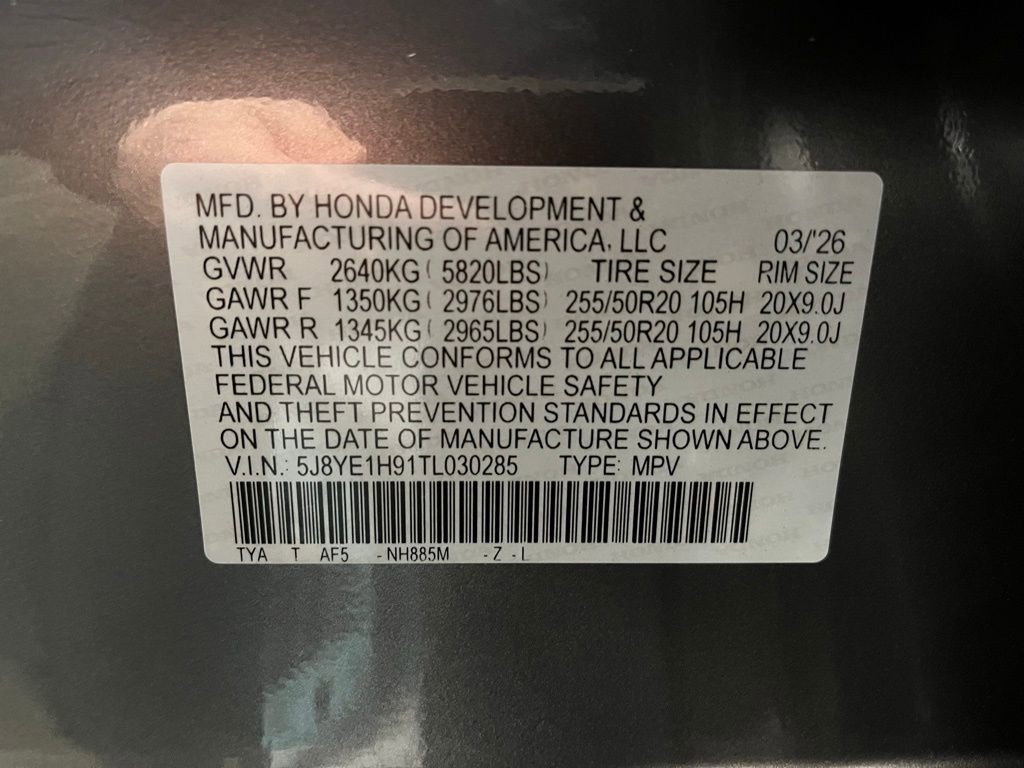 MFD. BY HONDA DEVELOPMENT &
MANUFACTURING OF AMERICA, LLC 03/'26
GVWR 2640KG( 5820LBS) TIRE SIZE RIM SIZE
GAWR F 1350KG( 2976LBS) 255/50R20 105H 20X9.0J
GAWR R 1345KG( 2965LBS) 255/50R20 105H 20X9.0J
THIS VEHICLE CONFORMS TO ALL APPLICABLE
FEDERAL MOTOR VEHICLE SAFETY
AND THEFT PREVENTION STANDARDS IN EFFECT
ON THE DATE OF MANUFACTURE SHOWN ABOVE.
V.I.N.: 5J8YE1H91TL030285 TYPE: MPV
TYA T AF5 -NH885M -Z-L